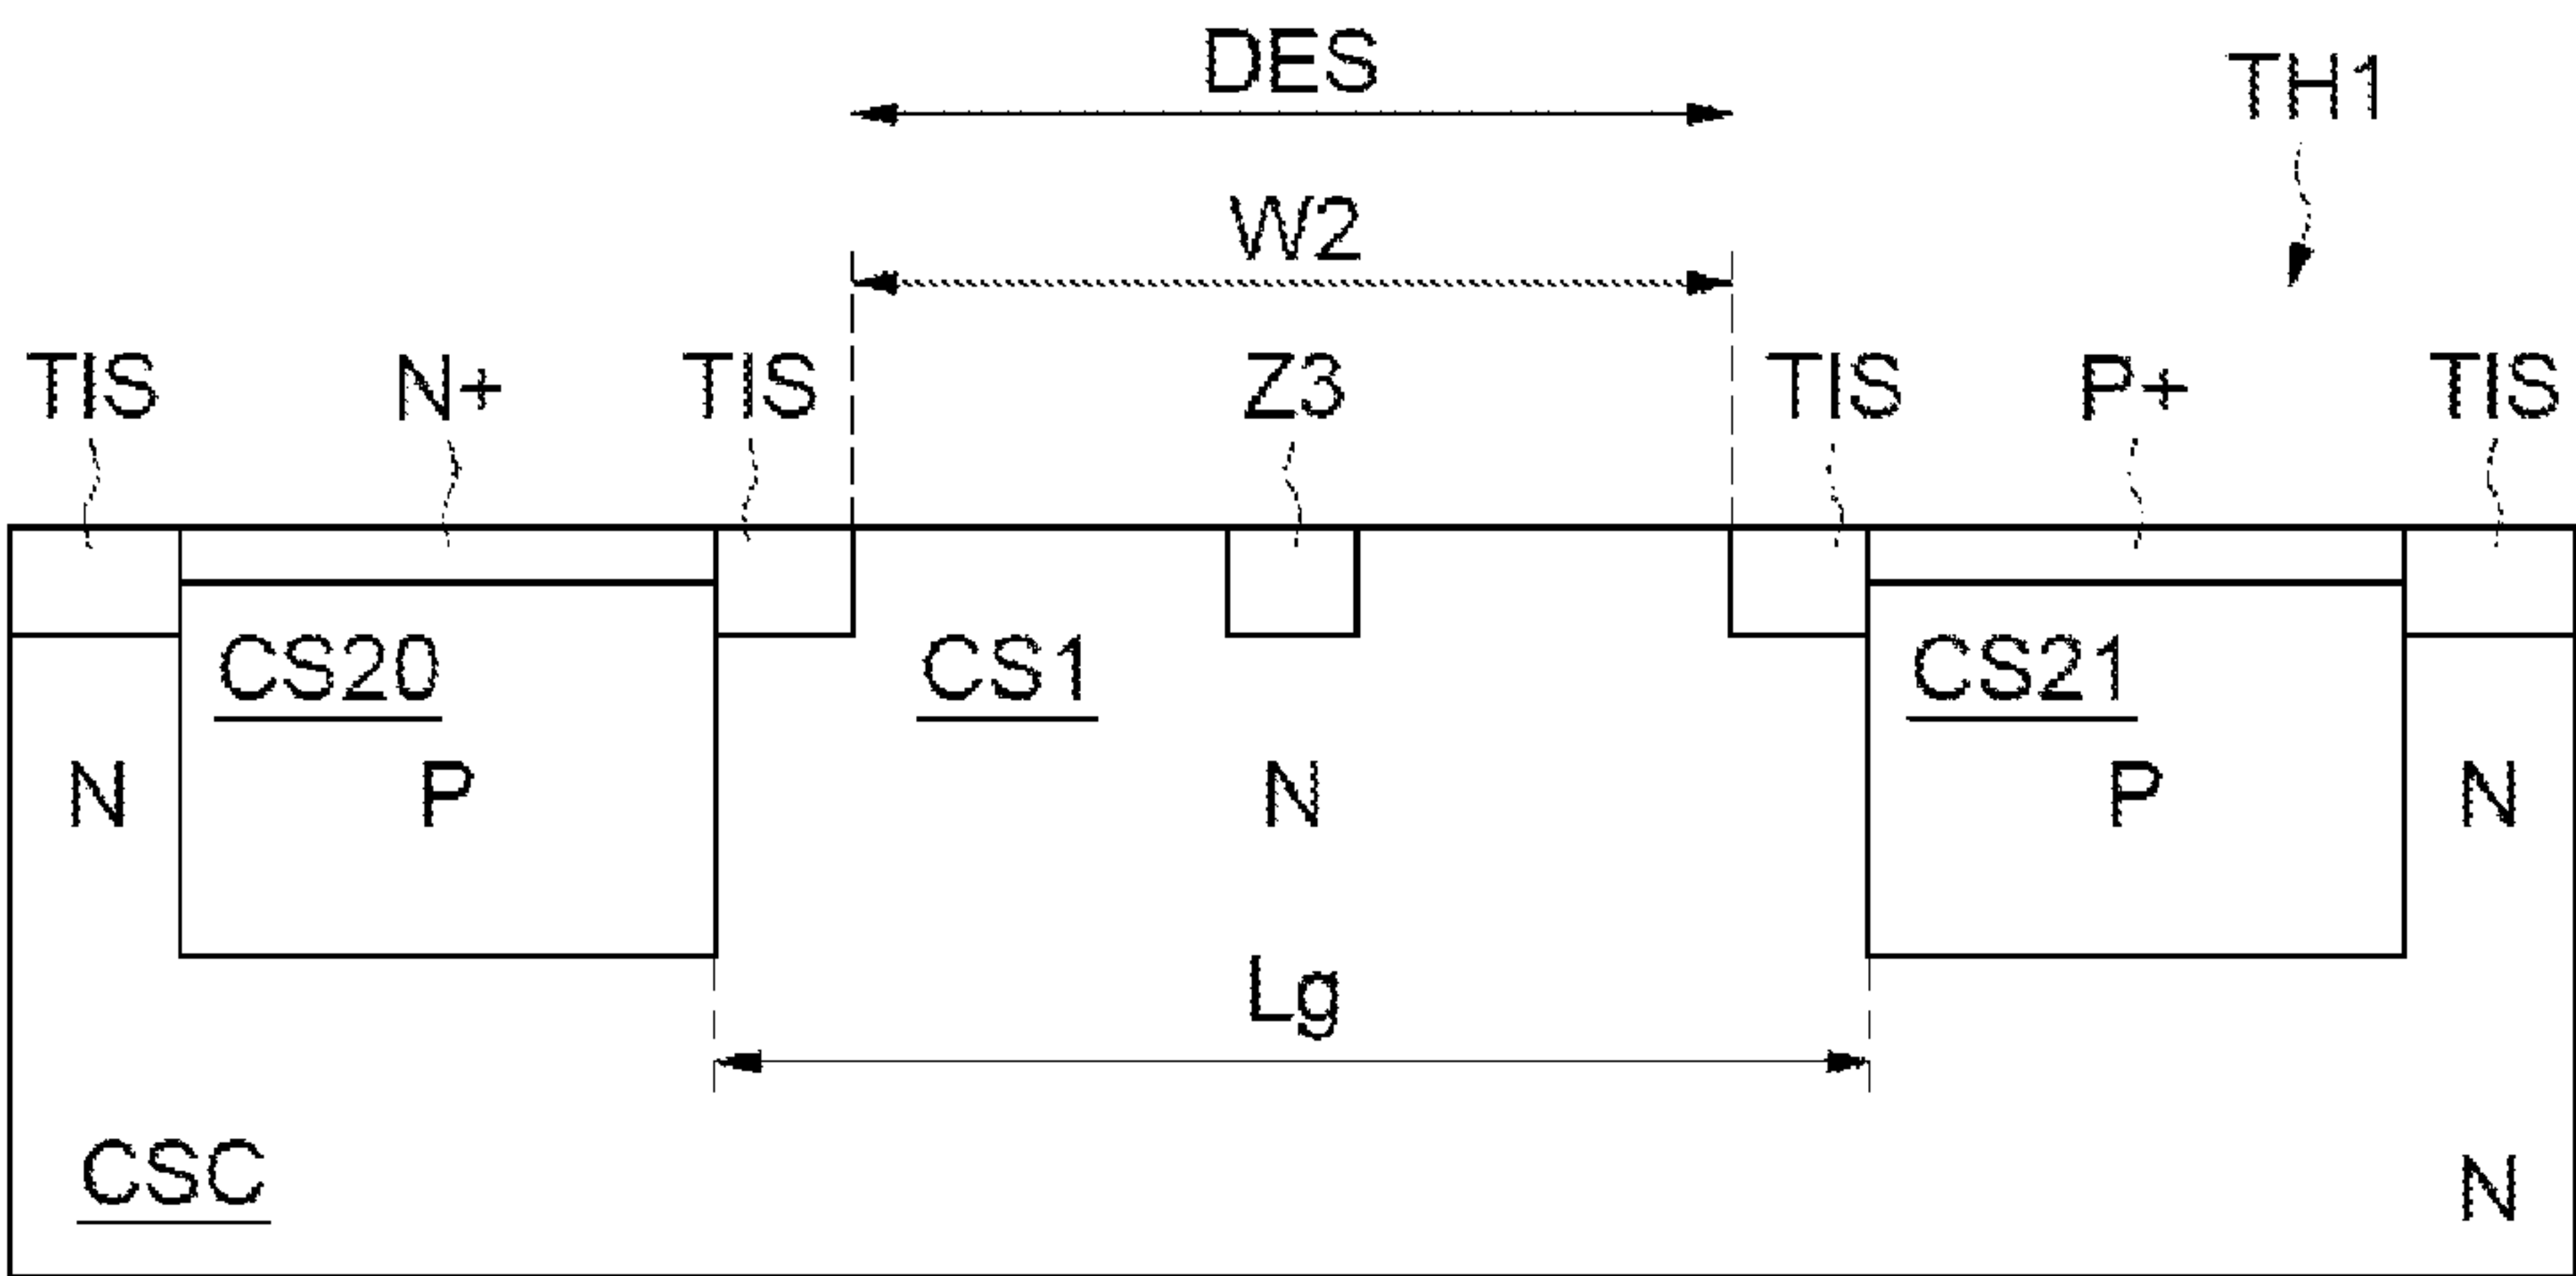 DES
TH1
W2
TIS N+ TIS Z3 TIS P+ TIS
CS20 CS1 CS21
N P N P N
Lg
CSC N